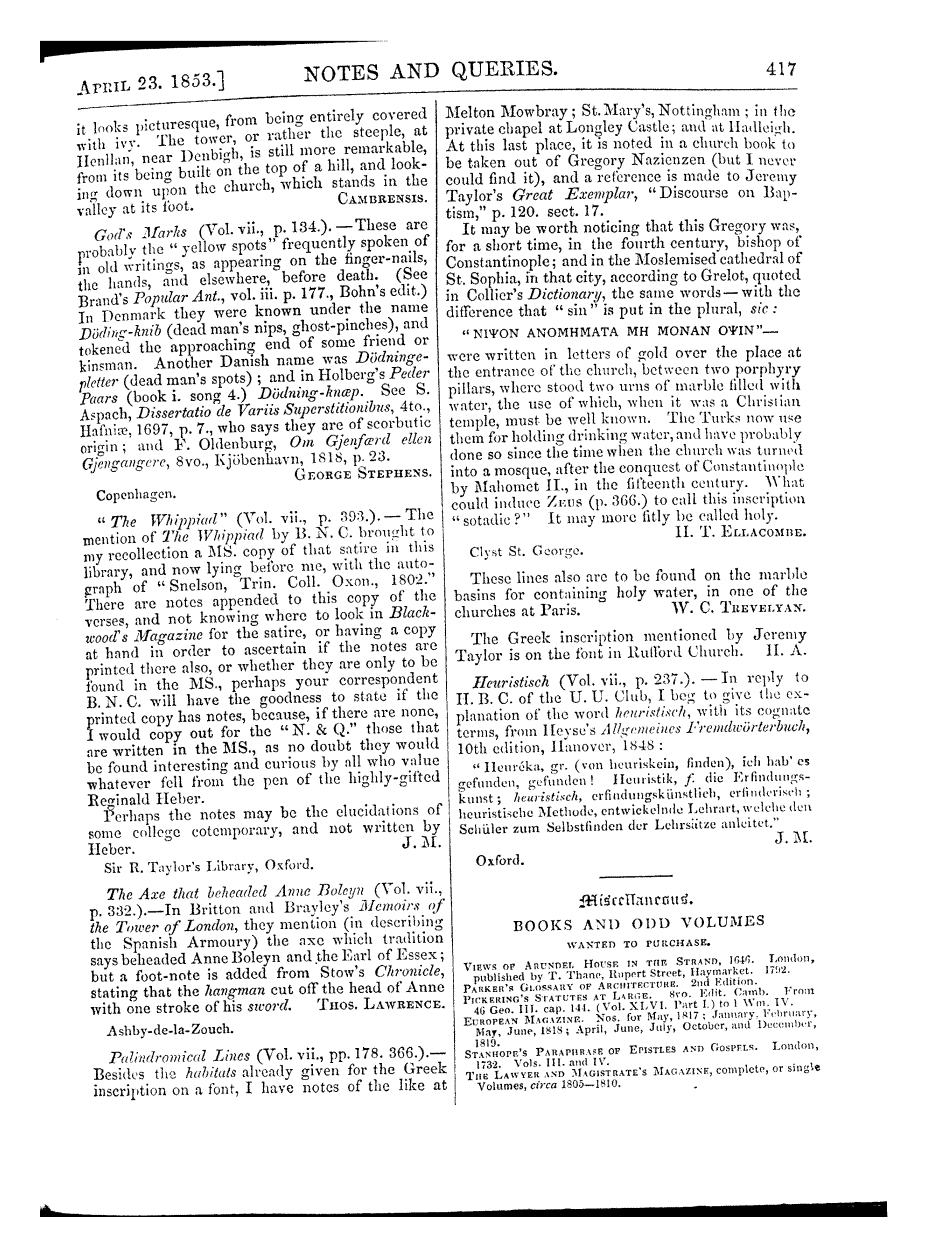 APRIL 23. 1853.] NOTES AND QUERIES. 417
it looks picturesque, from being entirely covered
with ivy. The tower, or rather the steeple, at
Henllan, near Denbigh, is still more remarkable,
from its being built on the top of a hill, and look-
ing down upon the church, which stands in the
valley at its foot. CAMBRENSIS.
God's Marks (Vol. vii., p. 134.). — These are
probably the "yellow spots" frequently spoken of
in old writings, as appearing on the finger-nails,
the hands, and elsewhere, before death. (See
Brand's Popular Ant., vol. iii. p. 177., Bohn's edit.)
In Denmark they were known under the name
Döding-knib (dead man's nips, ghost-pinches), and
tokened the approaching end of some friend or
kinsman. Another Danish name was Dödninge-
pletter (dead man's spots) ; and in Holberg's Peder
Paars (book i. song 4.) Dödning-knæp. See S.
Aspach, Dissertatio de Variis Superstitionibus, 4to.,
Hafniæ, 1697, p. 7., who says they are of scorbutic
origin ; and F. Oldenburg, Om Gjenfærd ellen
Gjengangere, 8vo., Kjöbenhavn, 1818, p. 23.
GEORGE STEPHENS.
Copenhagen.
"The Whippiad" (Vol. vii., p. 393.). — The
mention of The Whippiad by B. N. C. brought to
my recollection a MS. copy of that satire in this
library, and now lying before me, with the auto-
graph of "Snelson, Trin. Coll. Oxon., 1802."
There are notes appended to this copy of the
verses, and not knowing where to look in Black-
wood's Magazine for the satire, or having a copy
at hand in order to ascertain if the notes are
printed there also, or whether they are only to be
found in the MS., perhaps your correspondent
B. N. C. will have the goodness to state if the
printed copy has notes, because, if there are none,
I would copy out for the "N. & Q." those that
are written in the MS., as no doubt they would
be found interesting and curious by all who value
whatever fell from the pen of the highly-gifted
Reginald Heber.
Perhaps the notes may be the elucidations of
some college cotemporary, and not written by
Heber. J. M.
Sir R. Taylor's Library, Oxford.
The Axe that beheaded Anne Boleyn (Vol. vii.,
p. 332.).—In Britton and Brayley's Memoirs of
the Tower of London, they mention (in describing
the Spanish Armoury) the axe which tradition
says beheaded Anne Boleyn and the Earl of Essex ;
but a foot-note is added from Stow's Chronicle,
stating that the hangman cut off the head of Anne
with one stroke of his sword. THOS. LAWRENCE.
Ashby-de-la-Zouch.
Palindromical Lines (Vol. vii., pp. 178. 366.).—
Besides the habitats already given for the Greek
inscription on a font, I have notes of the like at
Melton Mowbray ; St. Mary's, Nottingham ; in the
private chapel at Longley Castle; and at Hadleigh.
At this last place, it is noted in a church book to
be taken out of Gregory Nazienzen (but I never
could find it), and a reference is made to Jeremy
Taylor's Great Exemplar, "Discourse on Bap-
tism," p. 120. sect. 17.
It may be worth noticing that this Gregory was,
for a short time, in the fourth century, bishop of
Constantinople; and in the Moslemised cathedral of
St. Sophia, in that city, according to Grelot, quoted
in Collier's Dictionary, the same words—with the
difference that "sin" is put in the plural, sic :
"ΝΙΨΟΝ ΑΝΟΜΗΜΑΤΑ ΜΗ ΜΟΝΑΝ ΟΨΙΝ"—
were written in letters of gold over the place at
the entrance of the church, between two porphyry
pillars, where stood two urns of marble filled with
water, the use of which, when it was a Christian
temple, must be well known. The Turks now use
them for holding drinking water, and have probably
done so since the time when the church was turned
into a mosque, after the conquest of Constantinople
by Mahomet II., in the fifteenth century. What
could induce ZEUS (p. 366.) to call this inscription
"sotadic?" It may more fitly be called holy.
H. T. ELLACOMBE.
Clyst St. George.
These lines also are to be found on the marble
basins for containing holy water, in one of the
churches at Paris. W. C. TREVELYAN.
The Greek inscription mentioned by Jeremy
Taylor is on the font in Rufford Church. H. A.
Heuristisch (Vol. vii., p. 237.). — In reply to
H. B. C. of the U. U. Club, I beg to give the ex-
planation of the word heuristisch, with its cognate
terms, from Heyse's Allgemeines Fremdwörterbuch,
10th edition, Hanover, 1848 :
"Heuréka, gr. (von heuriskein, finden), ich hab' es
gefunden, gefunden ! Heuristik, f. die Erfindungs-
kunst ; heuristisch, erfindungskünstlich, erfinderisch ;
heuristische Methode, entwickelnde Lehrart, welche den
Schüler zum Selbstfinden der Lehrsätze anleitet."
J. M.
Oxford.
Miscellaneous.
BOOKS AND ODD VOLUMES
WANTED TO PURCHASE.
VIEWS OF ARUNDEL HOUSE IN THE STRAND, 1646. London,
published by T. Thane, Rupert Street, Haymarket. 1792.
PARKER'S GLOSSARY OF ARCHITECTURE. 2nd Edition.
PICKERING'S STATUTES AT LARGE. 8vo. Edit. Camb. From
46 Geo. III. cap. 144. (Vol. XLVI. Part I.) to 1 Wm. IV.
EUROPEAN MAGAZINE. Nos. for May, 1817 ; January, February,
May, June, 1818 ; April, June, July, October, and December,
1819.
STANHOPE'S PARAPHRASE OF EPISTLES AND GOSPELS. London,
1732. Vols. III. and IV.
THE LAWYER AND MAGISTRATE'S MAGAZINE, complete, or single
Volumes, circa 1805—1810.